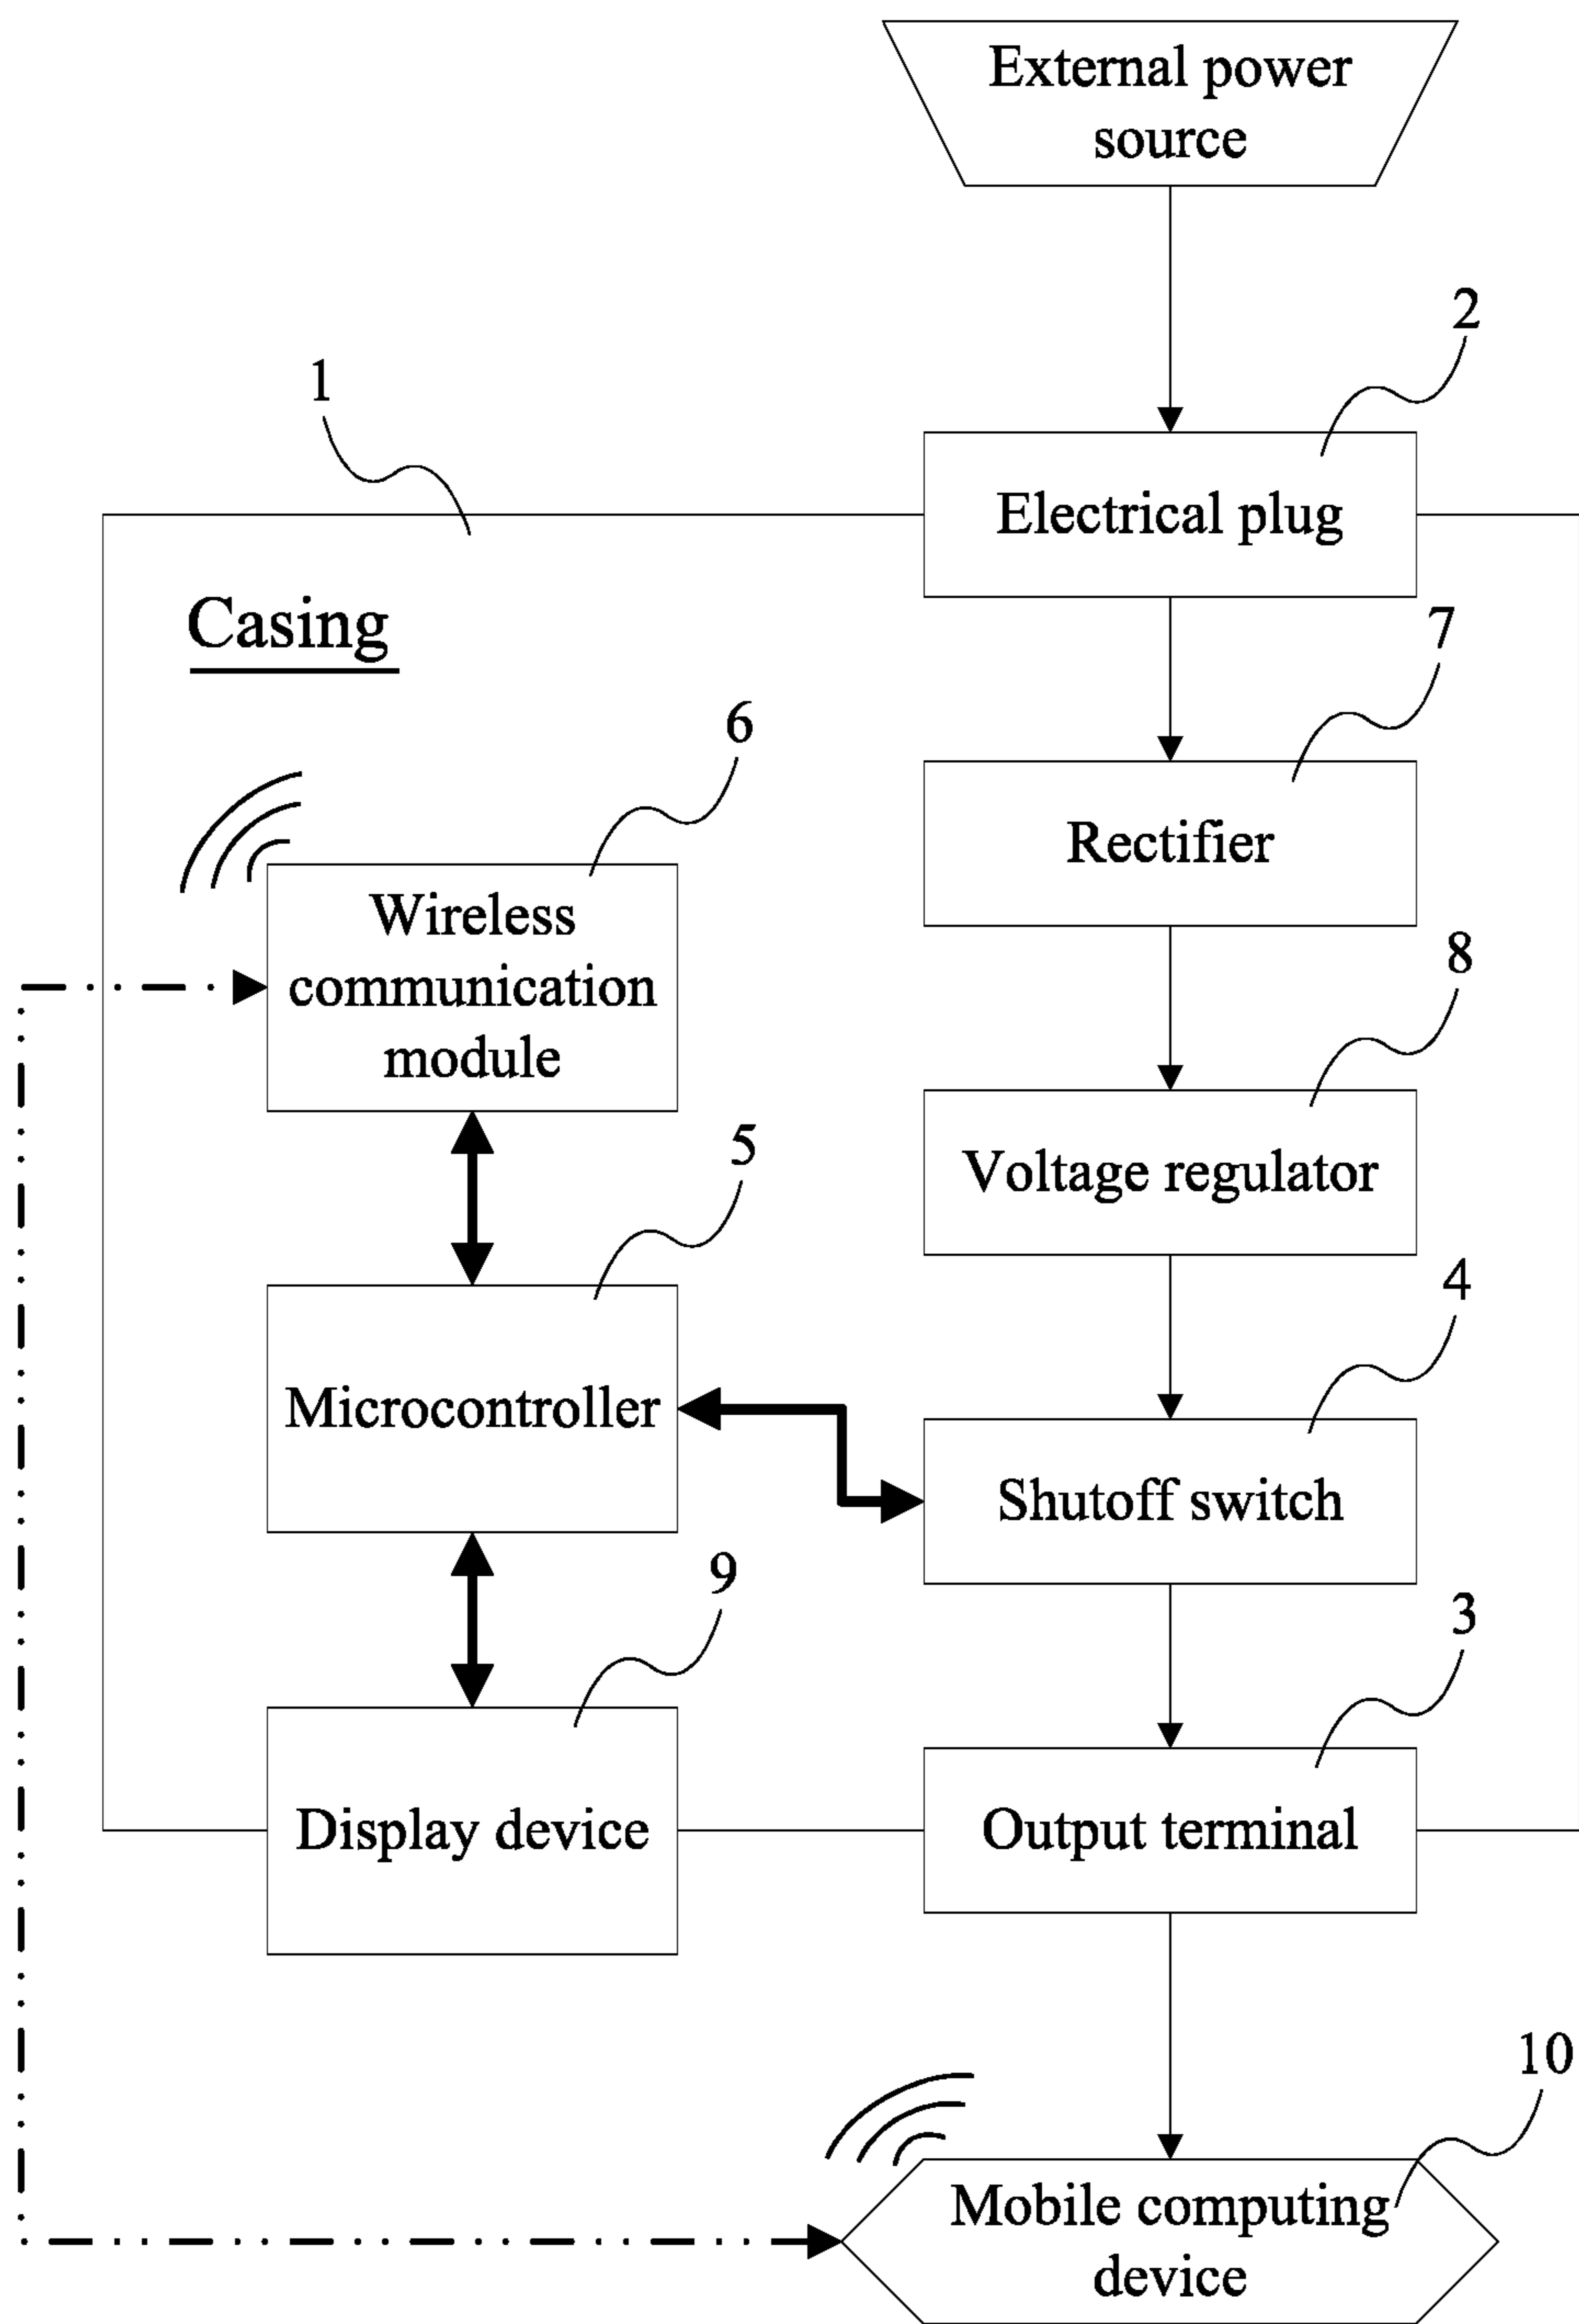 External power
source
2
1
Electrical plug
Casing
7
6
Rectifier
Wireless
communication
module
8
5
Voltage regulator
4
Microcontroller
Shutoff switch
9
3
Display device
Output terminal
10
Mobile computing
device